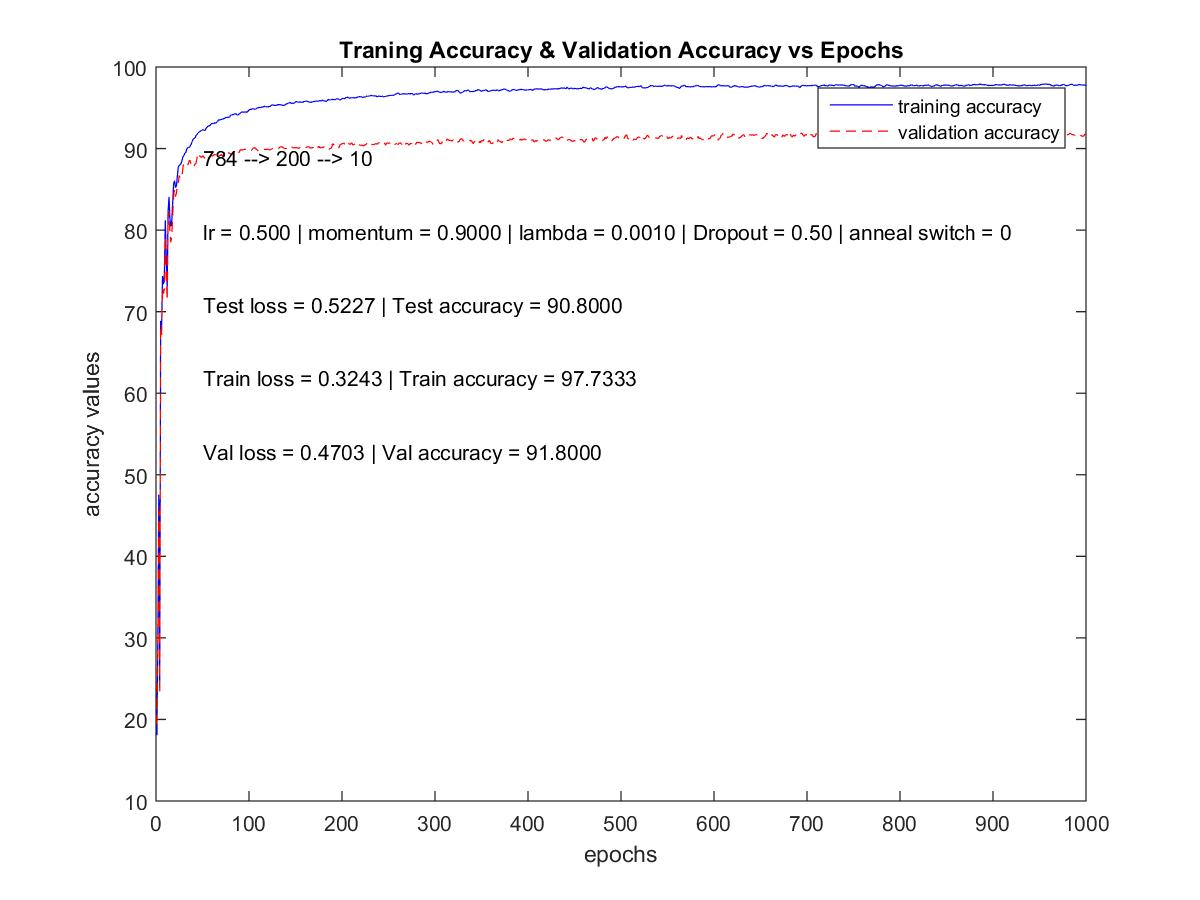 Traning Accuracy & Validation Accuracy vs Epochs
100
90
80
70
60
50
40
30
20
10
accuracy values
training accuracy
validation accuracy
784 --> 200 --> 10
lr = 0.500 | momentum = 0.9000 | lambda = 0.0010 | Dropout = 0.50 | anneal switch = 0
Test loss = 0.5227 | Test accuracy = 90.8000
Train loss = 0.3243 | Train accuracy = 97.7333
Val loss = 0.4703 | Val accuracy = 91.8000
0 100 200 300 400 500 600 700 800 900 1000
epochs